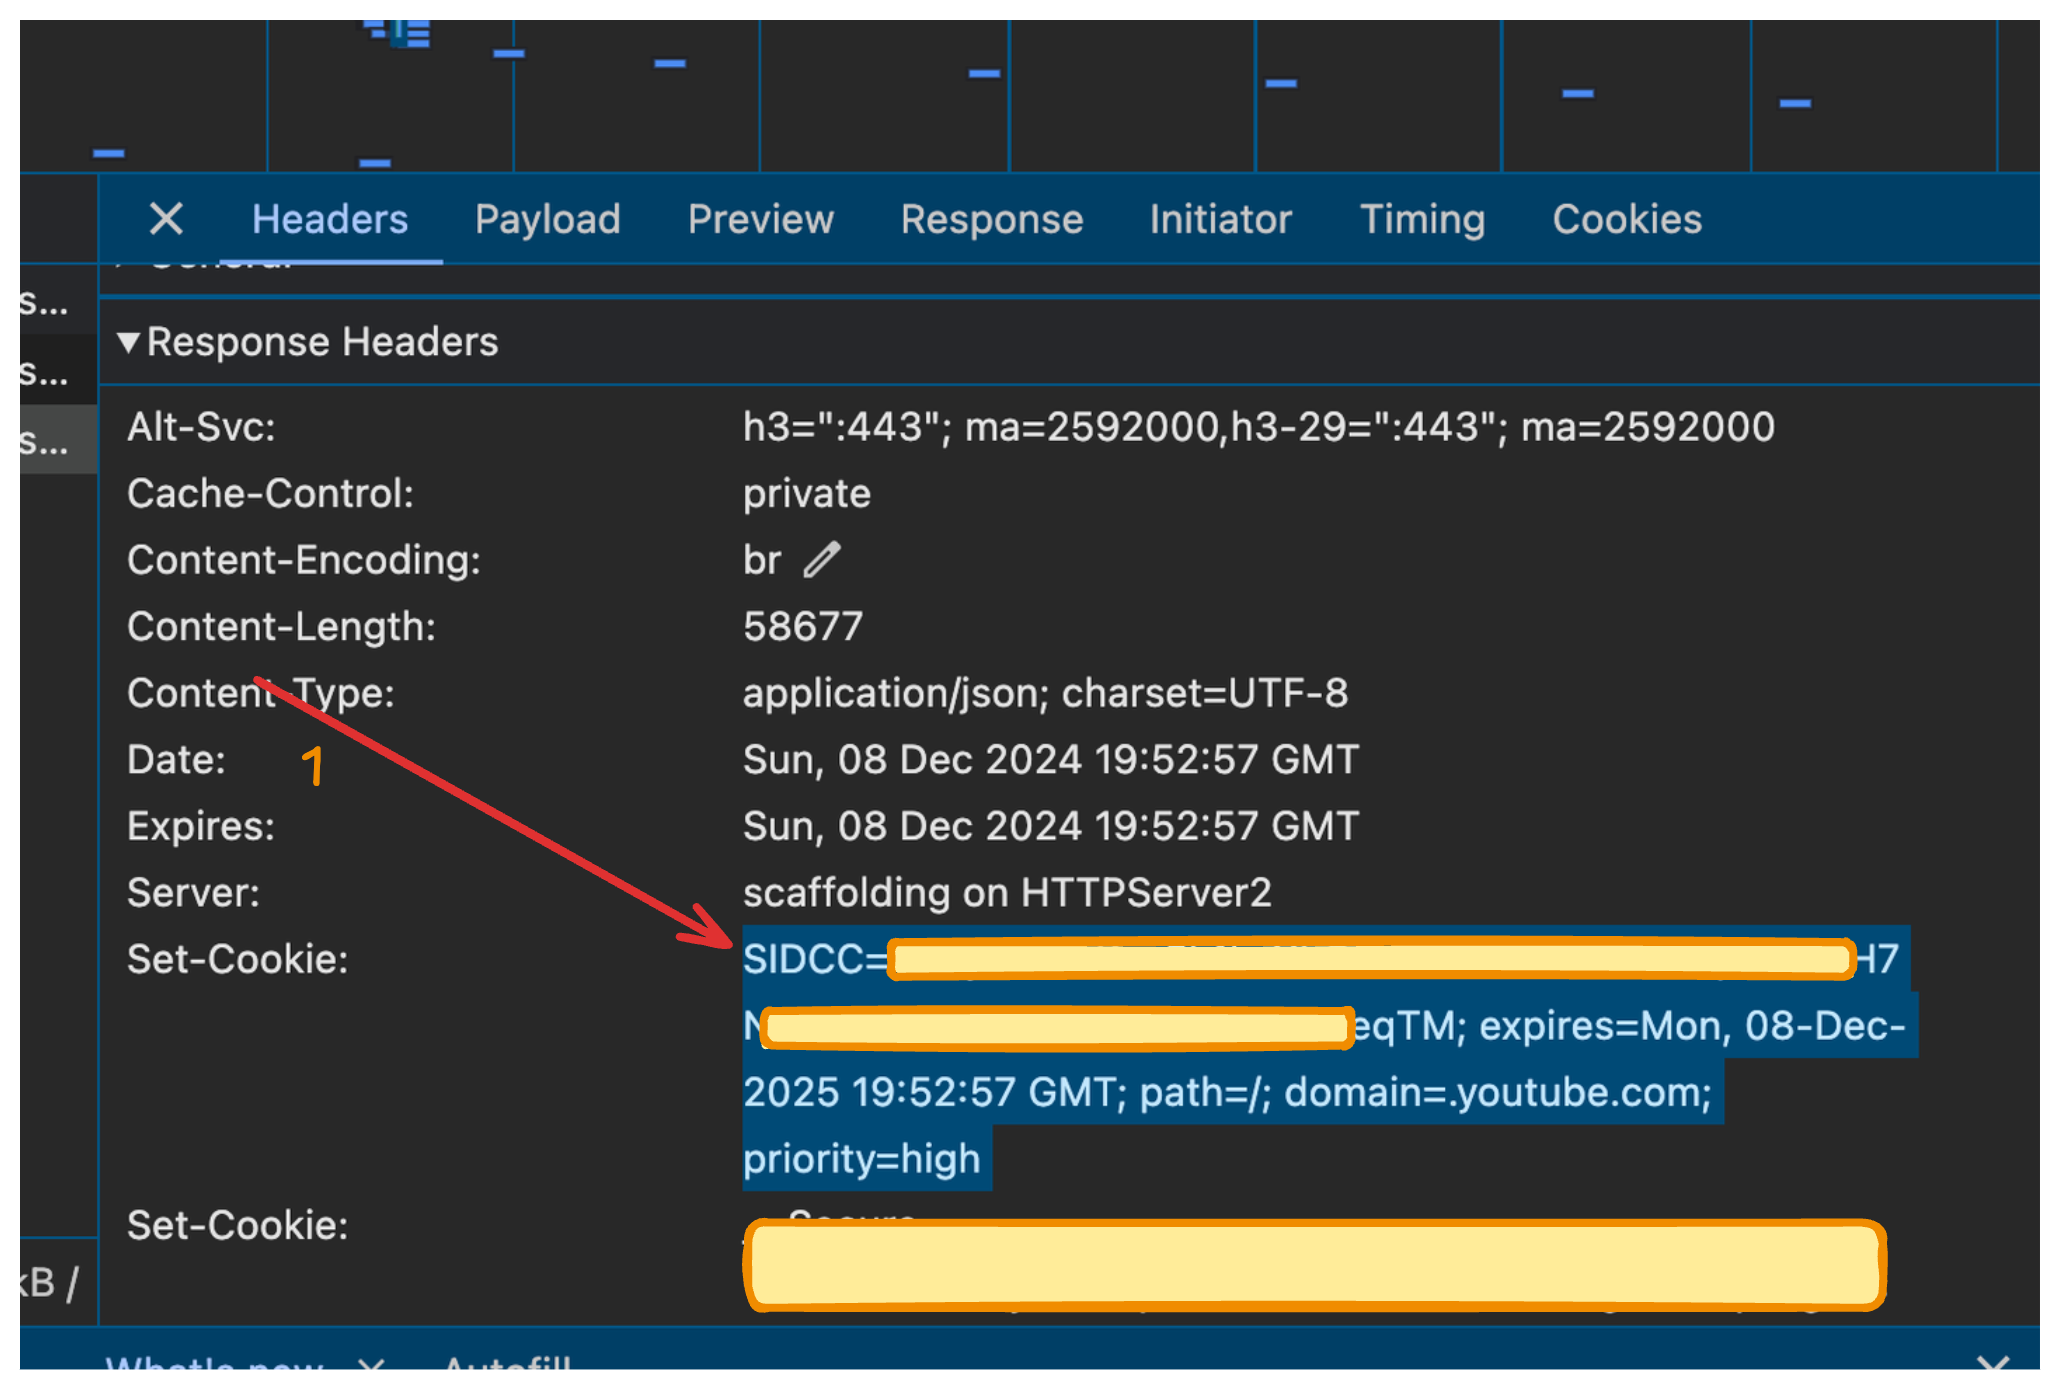 Headers Payload Preview Response Initiator Timing Cookies
General
s...
Response Headers
s...
Alt-Svc: h3=":443"; ma=2592000,h3-29=":443"; ma=2592000
s...
Cache-Control: private
Content-Encoding: br
Content-Length: 58677
Content-Type: application/json; charset=UTF-8
Date: 1 Sun, 08 Dec 2024 19:52:57 GMT
Expires: Sun, 08 Dec 2024 19:52:57 GMT
Server: scaffolding on HTTPServer2
Set-Cookie: SIDCC= H7
N eqTM; expires=Mon, 08-Dec-
2025 19:52:57 GMT; path=/; domain=.youtube.com;
priority=high
Set-Cookie: Secure
kB /
What's new Autofill